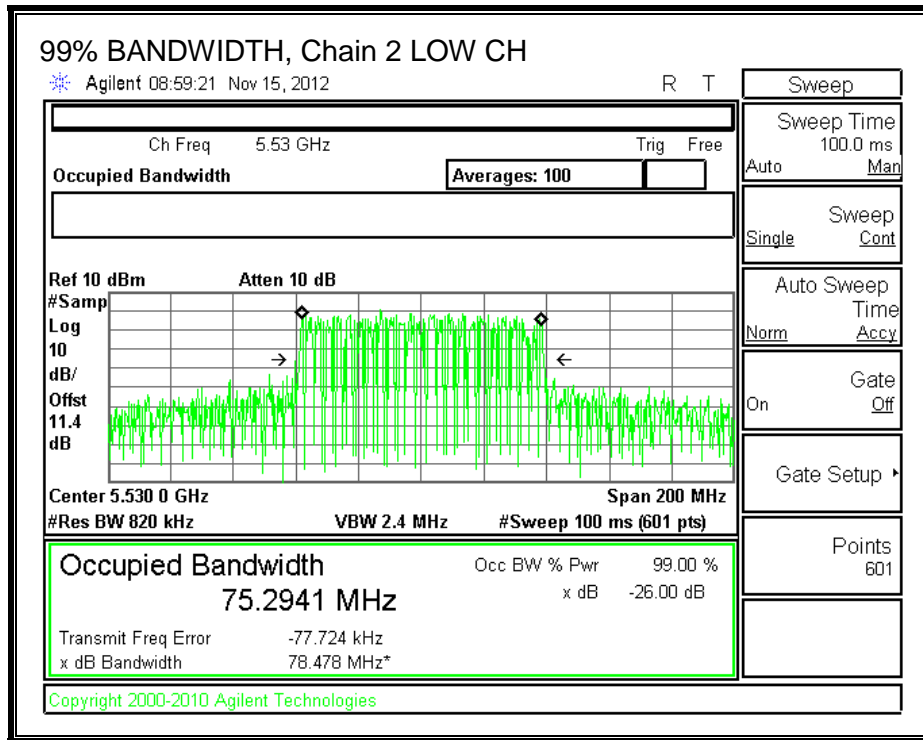 99% BANDWIDTH, Chain 2 LOW CH
Agilent 08:59:21 Nov 15, 2012 R T
Ch Freq 5.53 GHz Trig Free
Occupied Bandwidth Averages: 100
Ref 10 dBm Atten 10 dB
#Samp
Log
10
dB/
Offst
11.4
dB
Center 5.530 0 GHz Span 200 MHz
#Res BW 820 kHz VBW 2.4 MHz #Sweep 100 ms (601 pts)
Occupied Bandwidth Occ BW % Pwr 99.00 %
75.2941 MHz x dB -26.00 dB
Transmit Freq Error -77.724 kHz
x dB Bandwidth 78.478 MHz*
Copyright 2000-2010 Agilent Technologies
Sweep
Sweep Time
100.0 ms
Auto Man
Sweep
Single Cont
Auto Sweep
Time
Norm Accy
Gate
On Off
Gate Setup
Points
601